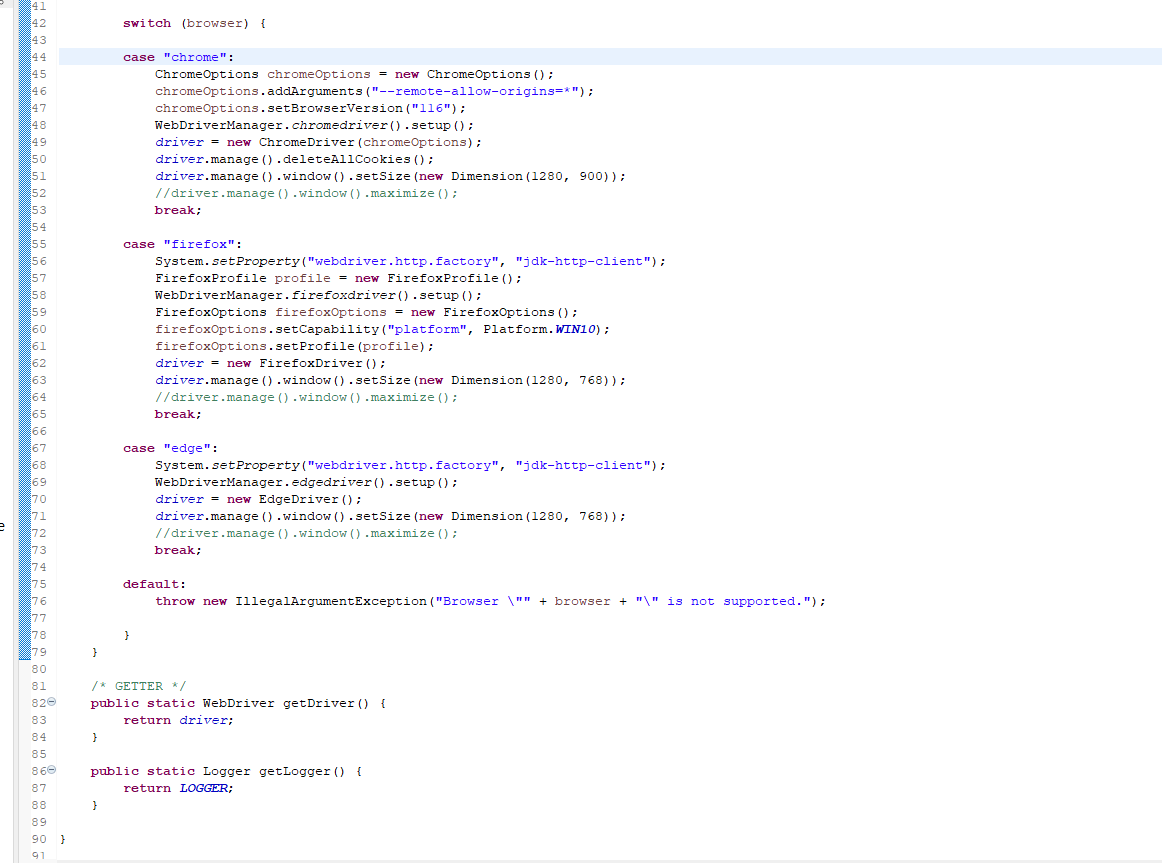 41
42 switch (browser) {
43
44 case "chrome":
45 ChromeOptions chromeOptions = new ChromeOptions();
46 chromeOptions.addArguments("--remote-allow-origins=*");
47 chromeOptions.setBrowserVersion("116");
48 WebDriverManager.chromedriver().setup();
49 driver = new ChromeDriver(chromeOptions);
50 driver.manage().deleteAllCookies();
51 driver.manage().window().setSize(new Dimension(1280, 900));
52 //driver.manage().window().maximize();
53 break;
54
55 case "firefox":
56 System.setProperty("webdriver.http.factory", "jdk-http-client");
57 FirefoxProfile profile = new FirefoxProfile();
58 WebDriverManager.firefoxdriver().setup();
59 FirefoxOptions firefoxOptions = new FirefoxOptions();
60 firefoxOptions.setCapability("platform", Platform.WIN10);
61 firefoxOptions.setProfile(profile);
62 driver = new FirefoxDriver();
63 driver.manage().window().setSize(new Dimension(1280, 768));
64 //driver.manage().window().maximize();
65 break;
66
67 case "edge":
68 System.setProperty("webdriver.http.factory", "jdk-http-client");
69 WebDriverManager.edgedriver().setup();
70 driver = new EdgeDriver();
71 driver.manage().window().setSize(new Dimension(1280, 768));
72 //driver.manage().window().maximize();
73 break;
74
75 default:
76 throw new IllegalArgumentException("Browser \"" + browser + "\" is not supported.");
77
78 }
79 }
80
81 /* GETTER */
82 public static WebDriver getDriver() {
83 return driver;
84 }
85
86 public static Logger getLogger() {
87 return LOGGER;
88 }
89
90 }
91